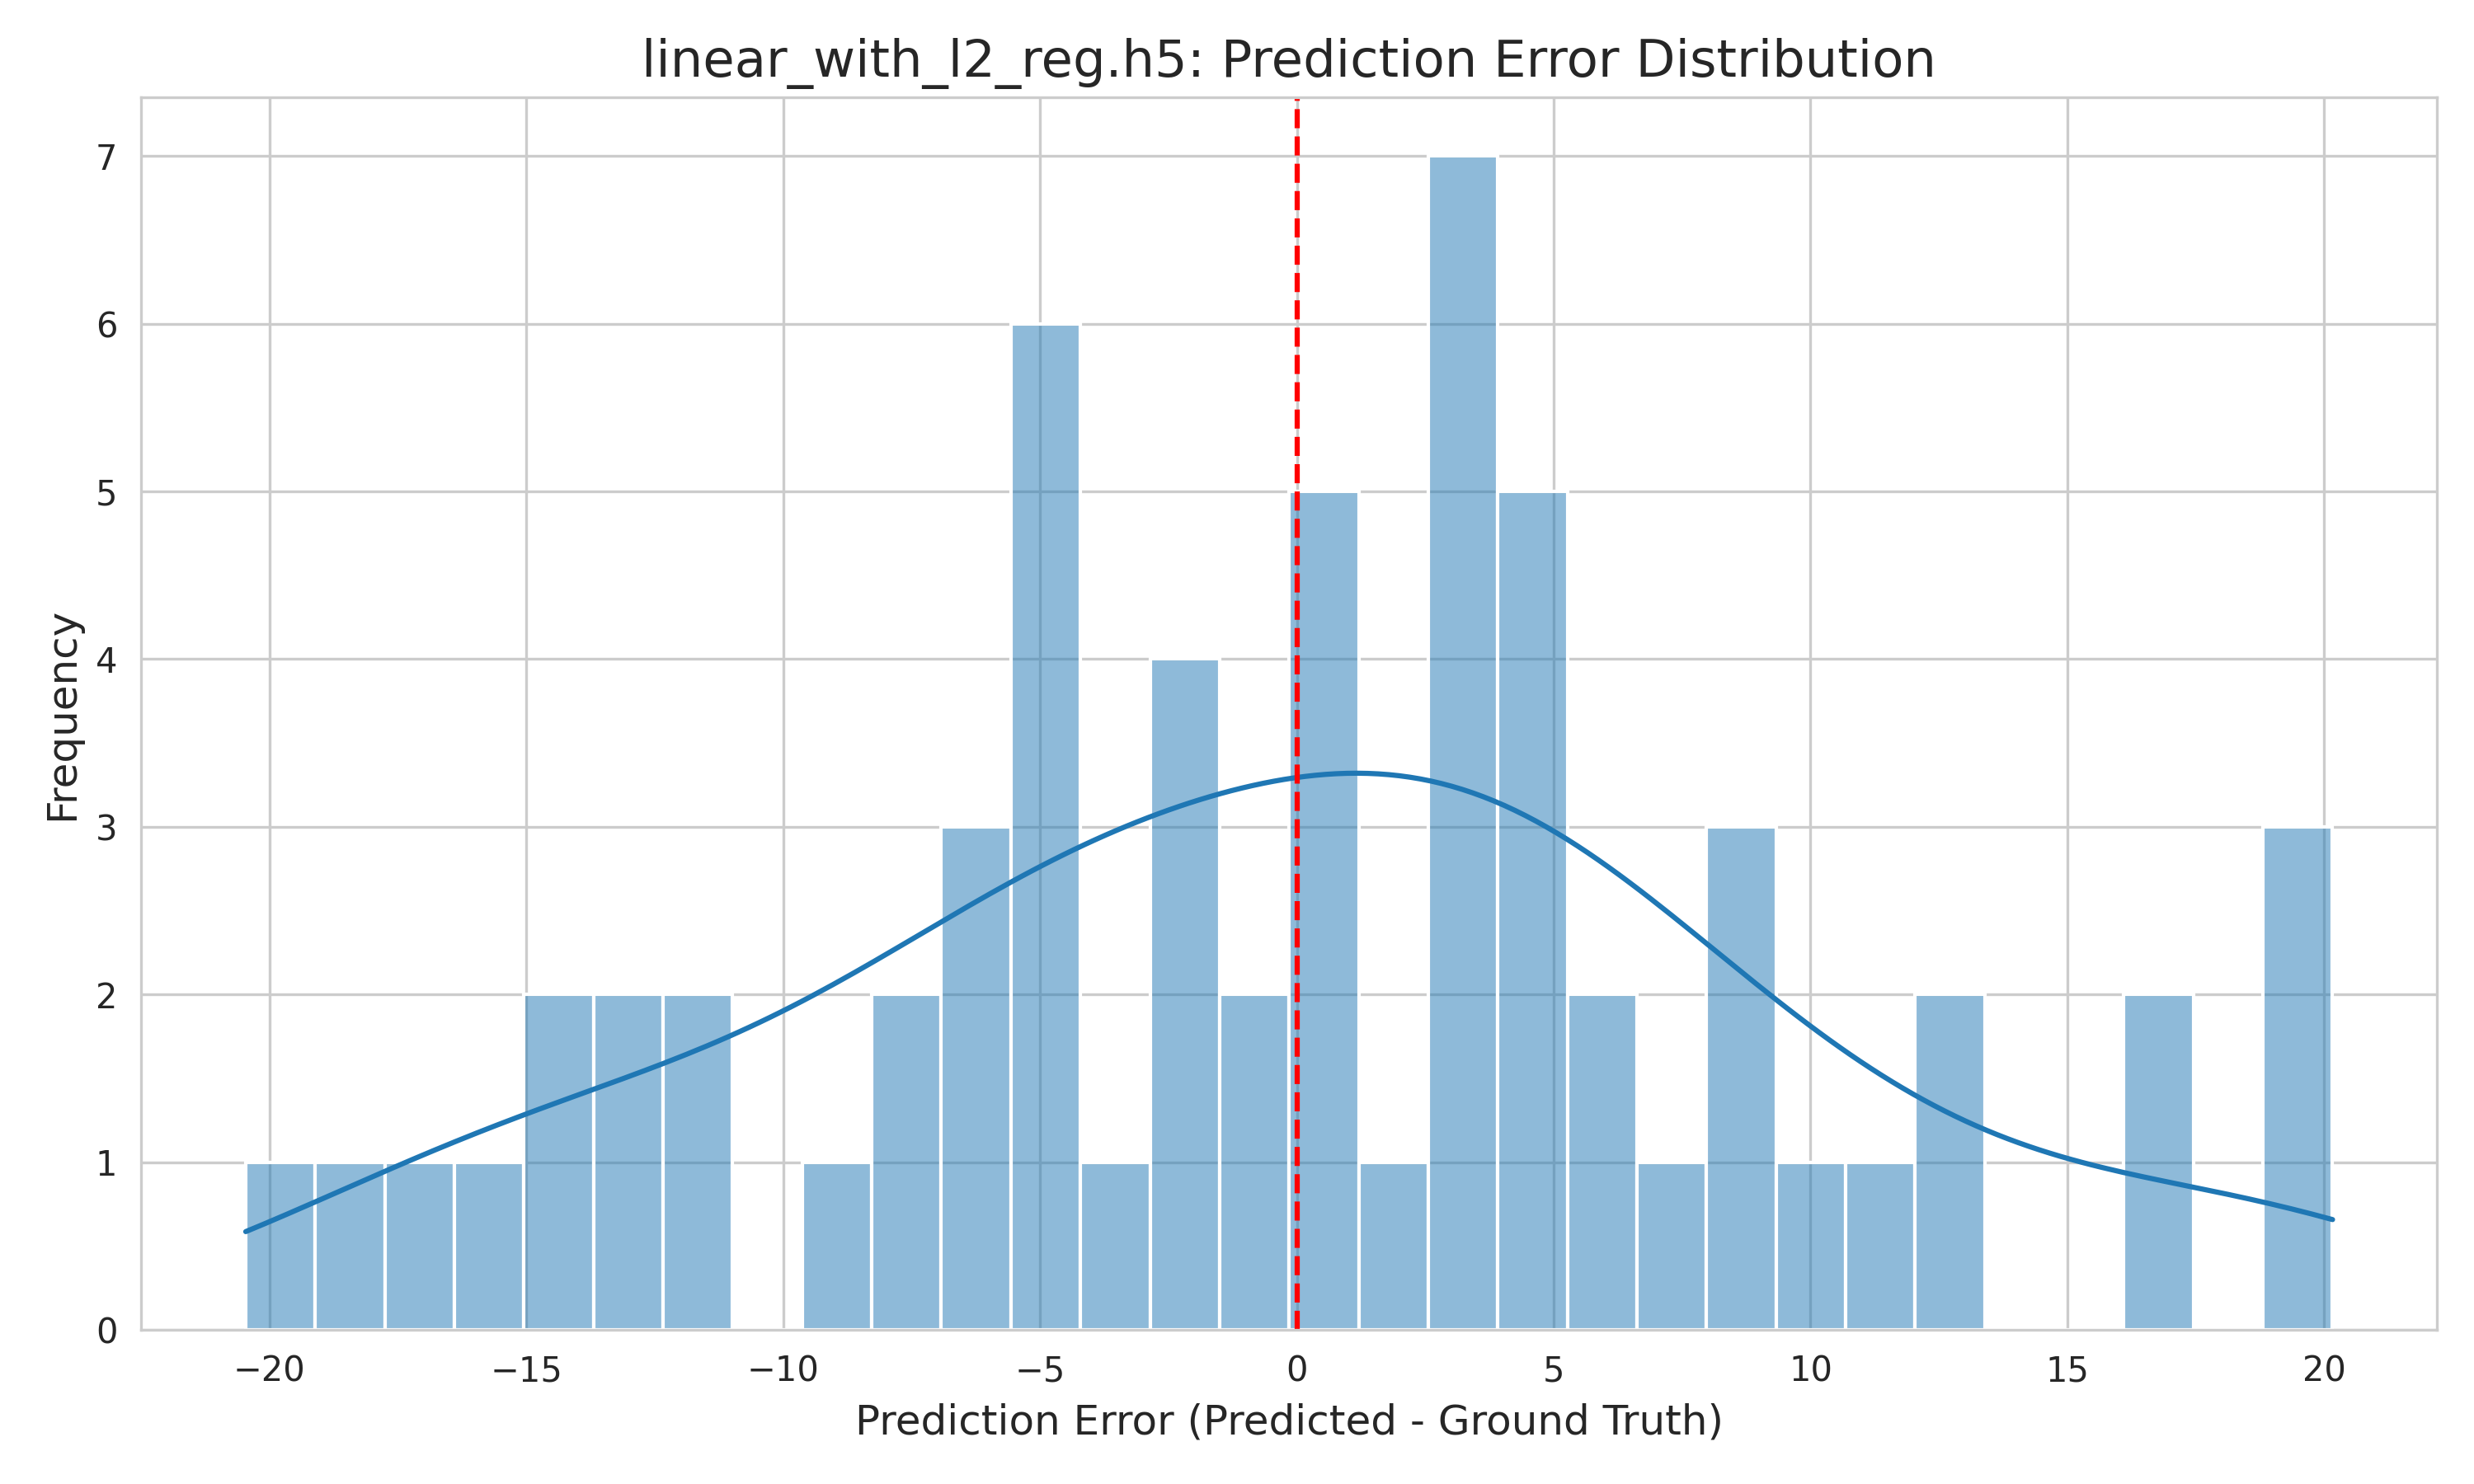 linear_with_l2_reg.h5: Prediction Error Distribution
7
6
5
4
3
2
1
0
Frequency
−20 −15 −10 −5 0 5 10 15 20
Prediction Error (Predicted - Ground Truth)